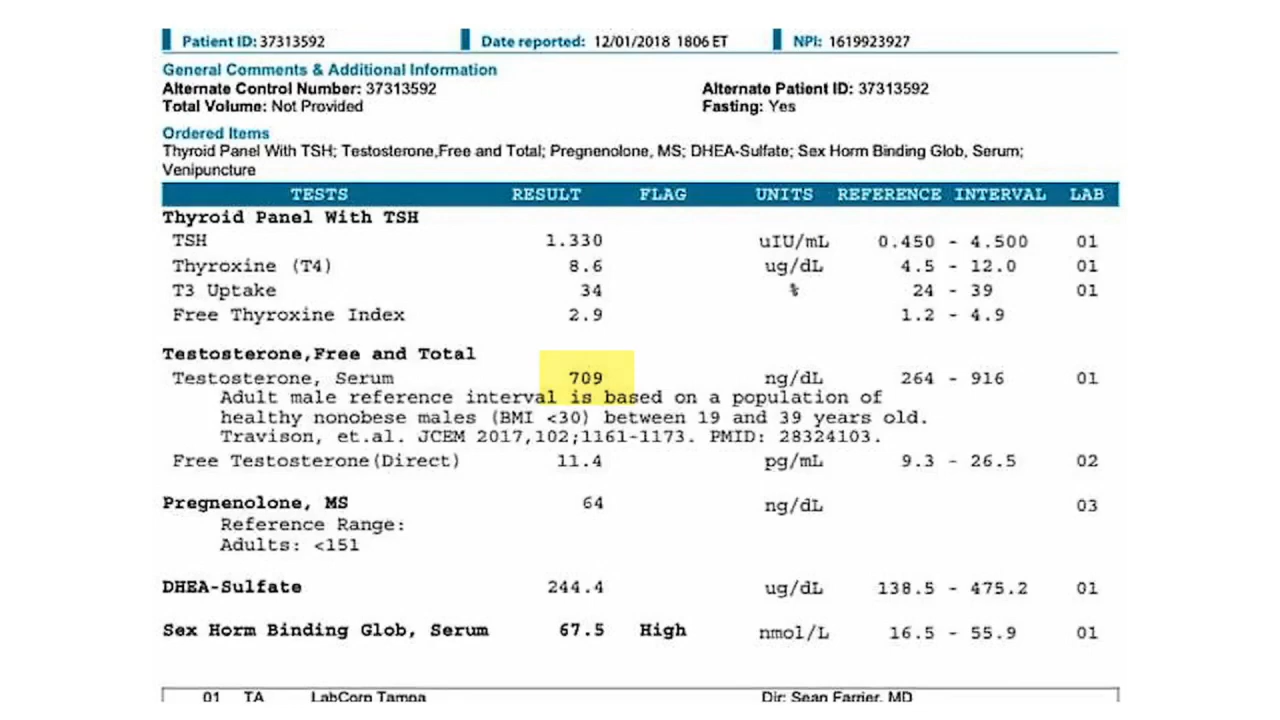 Patient ID: 37313592 Date reported: 12/01/2018 1806 ET NPI: 1619923927
General Comments & Additional Information
Alternate Control Number: 37313592 Alternate Patient ID: 37313592
Total Volume: Not Provided Fasting: Yes
Ordered Items
Thyroid Panel With TSH; Testosterone,Free and Total; Pregnenolone, MS; DHEA-Sulfate; Sex Horm Binding Glob, Serum;
Venipuncture
TESTS RESULT FLAG UNITS REFERENCE INTERVAL LAB
Thyroid Panel With TSH
TSH 1.330 uIU/mL 0.450 - 4.500 01
Thyroxine (T4) 8.6 ug/dL 4.5 - 12.0 01
T3 Uptake 34 % 24 - 39 01
Free Thyroxine Index 2.9 1.2 - 4.9
Testosterone,Free and Total
Testosterone, Serum 709 ng/dL 264 - 916 01
Adult male reference interval is based on a population of
healthy nonobese males (BMI <30) between 19 and 39 years old.
Travison, et.al. JCEM 2017,102;1161-1173. PMID: 28324103.
Free Testosterone(Direct) 11.4 pg/mL 9.3 - 26.5 02
Pregnenolone, MS 64 ng/dL 03
Reference Range:
Adults: <151
DHEA-Sulfate 244.4 ug/dL 138.5 - 475.2 01
Sex Horm Binding Glob, Serum 67.5 High nmol/L 16.5 - 55.9 01
01 TA LabCorp Tampa Dir: Sean Farrier, MD